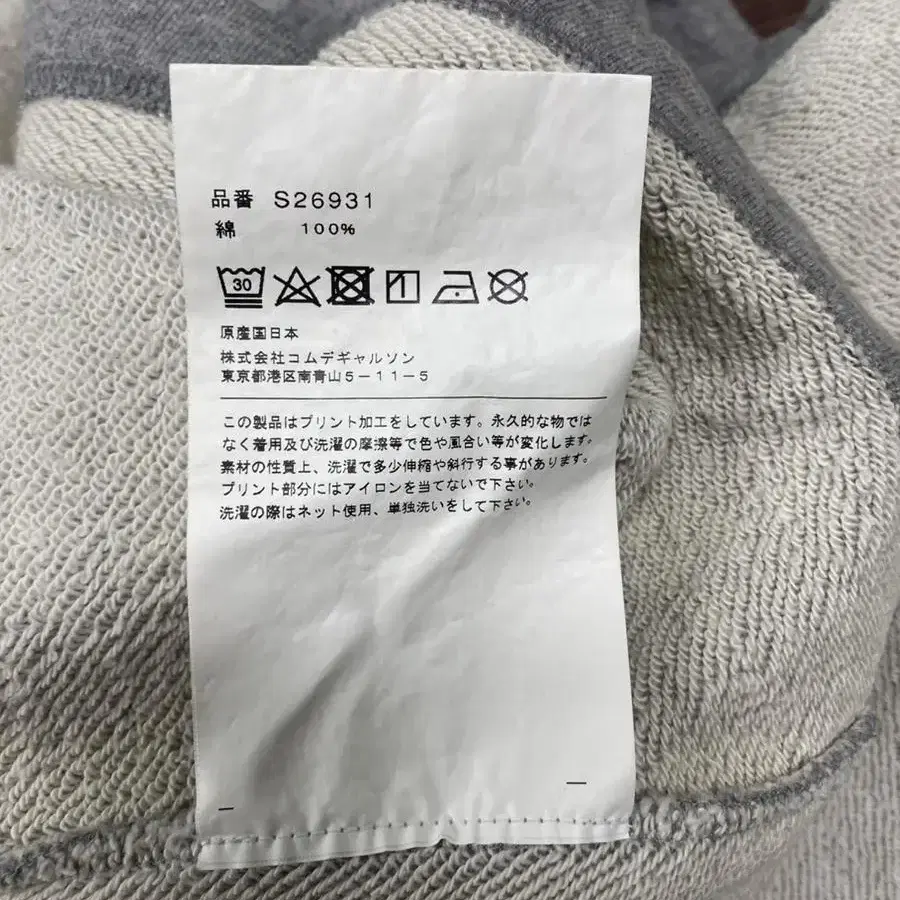 品番 S26931
綿 100%
30
原産国日本
株式会社コムデギャルソン
東京都港区南青山5-11-5
この製品はプリント加工をしています。永久的な物では
なく着用及び洗濯の摩擦等で色や風合い等が変化します。
素材の性質上、洗濯で多少伸縮や斜行する事があります。
プリント部分にはアイロンを当てないで下さい。
洗濯の際はネット使用、単独洗いをして下さい。